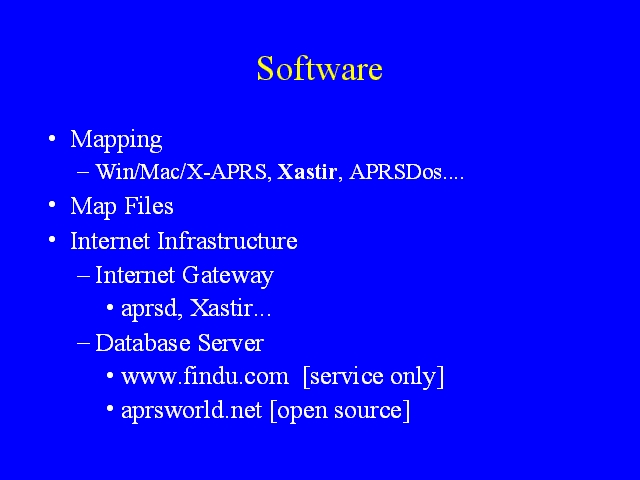 Software
• Mapping
– Win/Mac/X-APRS, Xastir, APRSDos....
• Map Files
• Internet Infrastructure
– Internet Gateway
• aprsd, Xastir...
– Database Server
• www.findu.com [service only]
• aprsworld.net [open source]